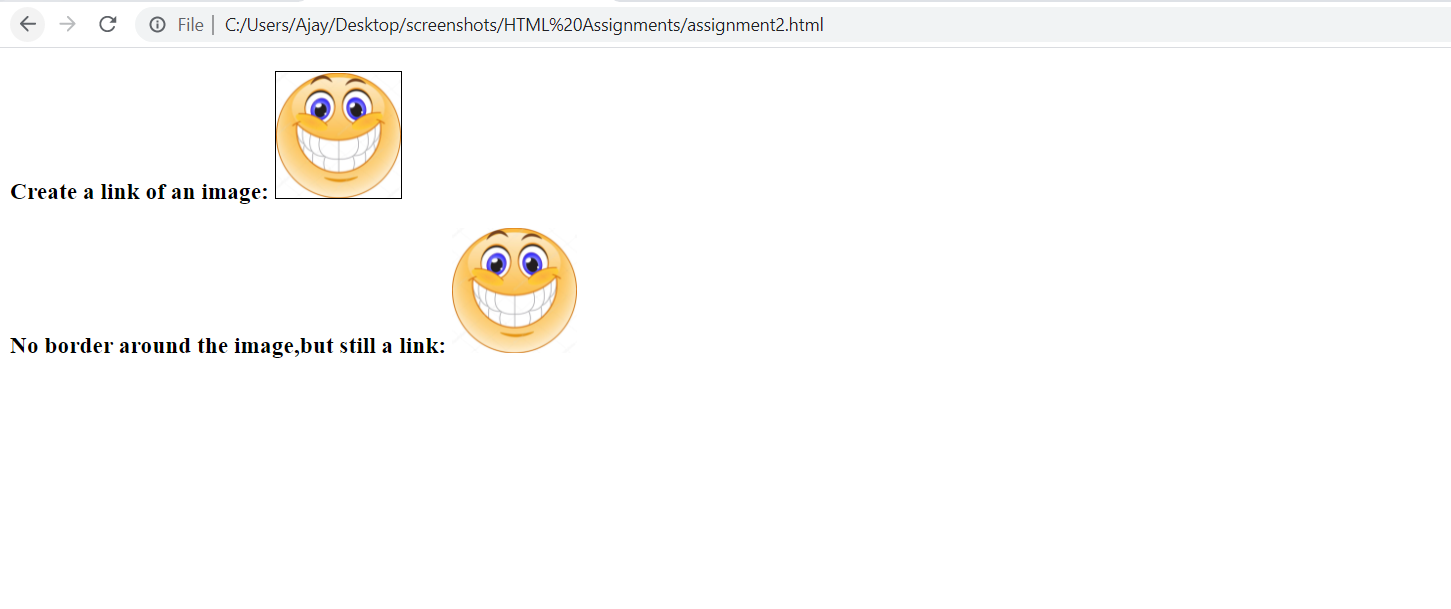 File | C:/Users/Ajay/Desktop/screenshots/HTML%20Assignments/assignment2.html
Create a link of an image:
No border around the image,but still a link: